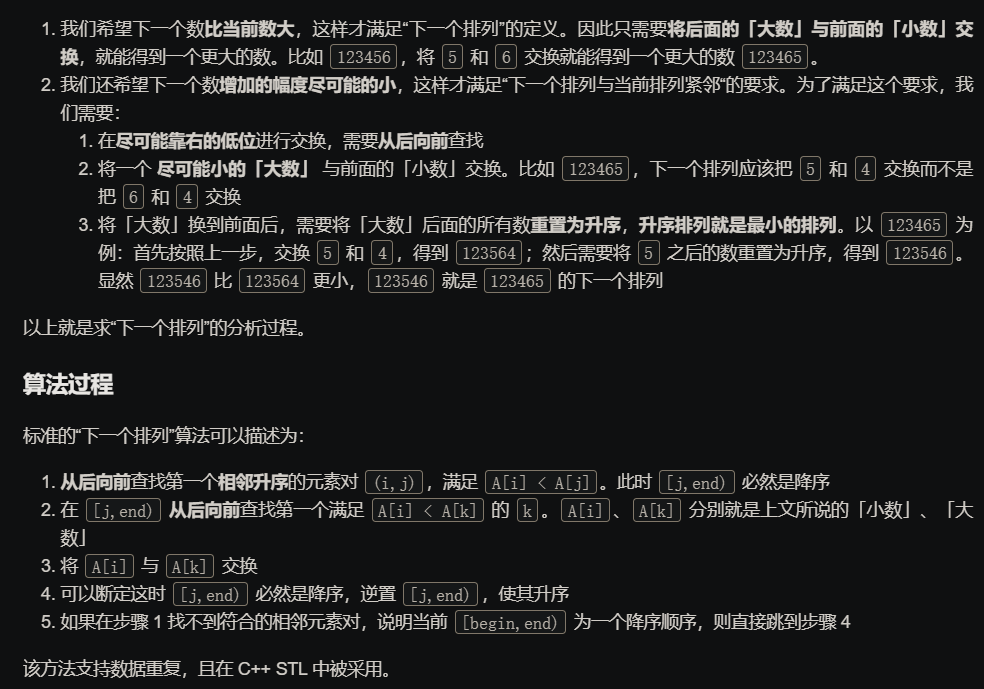 1. 我们希望下一个数比当前数大，这样才满足“下一个排列”的定义。因此只需要将后面的「大数」与前面的「小数」交
换，就能得到一个更大的数。比如 123456，将 5 和 6 交换就能得到一个更大的数 123465。
2. 我们还希望下一个数增加的幅度尽可能的小，这样才满足“下一个排列与当前排列紧邻“的要求。为了满足这个要求，我
们需要：
1. 在尽可能靠右的低位进行交换，需要从后向前查找
2. 将一个 尽可能小的「大数」 与前面的「小数」交换。比如 123465，下一个排列应该把 5 和 4 交换而不是
把 6 和 4 交换
3. 将「大数」换到前面后，需要将「大数」后面的所有数重置为升序，升序排列就是最小的排列。以 123465 为
例：首先按照上一步，交换 5 和 4，得到 123564；然后需要将 5 之后的数重置为升序，得到 123546。
显然 123546 比 123564 更小，123546 就是 123465 的下一个排列
以上就是求“下一个排列”的分析过程。
算法过程
标准的“下一个排列”算法可以描述为：
1. 从后向前查找第一个相邻升序的元素对 (i,j)，满足 A[i] < A[j]。此时 [j,end) 必然是降序
2. 在 [j,end) 从后向前查找第一个满足 A[i] < A[k] 的 k。A[i]、A[k] 分别就是上文所说的「小数」、「大
数」
3. 将 A[i] 与 A[k] 交换
4. 可以断定这时 [j,end) 必然是降序，逆置 [j,end)，使其升序
5. 如果在步骤 1 找不到符合的相邻元素对，说明当前 [begin,end) 为一个降序顺序，则直接跳到步骤 4
该方法支持数据重复，且在 C++ STL 中被采用。